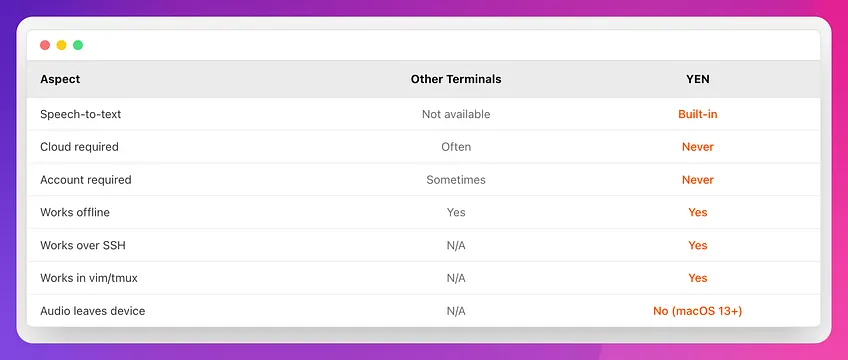 Aspect Other Terminals YEN
Speech-to-text Not available Built-in
Cloud required Often Never
Account required Sometimes Never
Works offline Yes Yes
Works over SSH N/A Yes
Works in vim/tmux N/A Yes
Audio leaves device N/A No (macOS 13+)